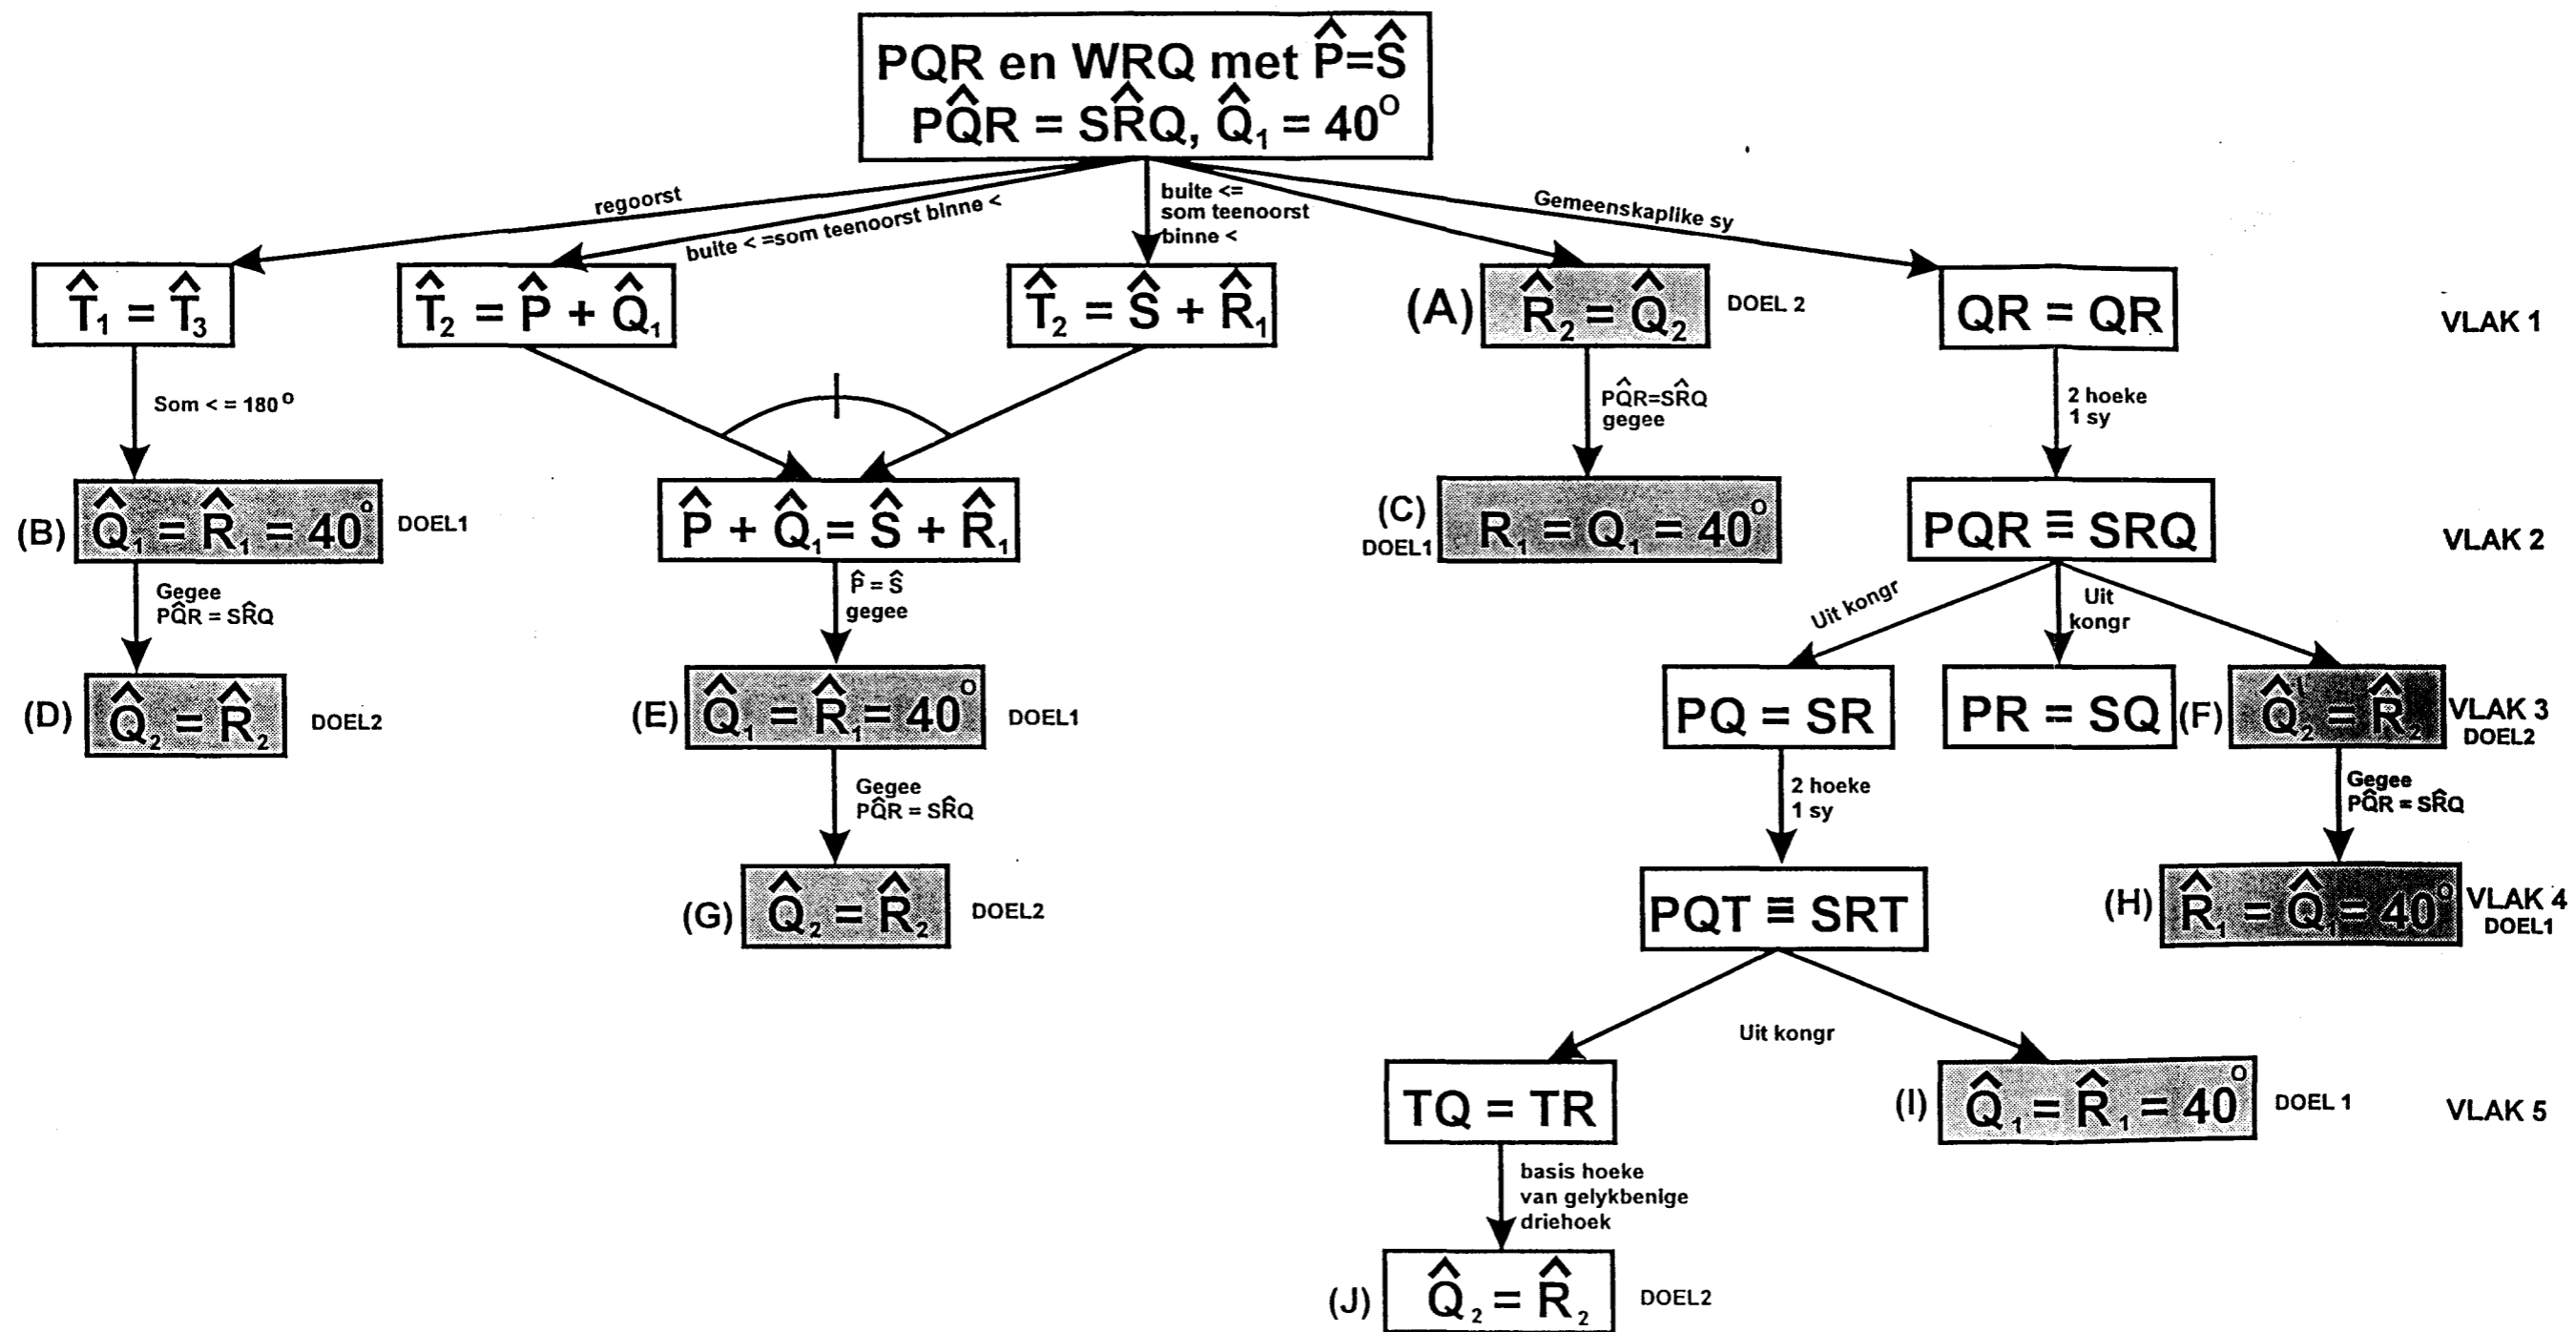 PQR en WRQ met P̂=Ŝ
PQ̂R = SR̂Q, Q̂₁ = 40°
regoorst
buite < =som teenoorst binne <
buite <=
som teenoorst
binne <
Gemeenskaplike sy
T̂₁ = T̂₃
T̂₂ = P̂ + Q̂₁
T̂₂ = Ŝ + R̂₁
(A)
R̂₂ = Q̂₂
DOEL 2
QR = QR
VLAK 1
Som < = 180°
PQ̂R=SR̂Q
gegee
2 hoeke
1 sy
(B)
Q̂₁ = R̂₁ = 40°
DOEL1
P̂ + Q̂₁= Ŝ + R̂₁
(C)
DOEL1
R₁ = Q₁ = 40°
PQR ≡ SRQ
VLAK 2
Gegee
PQ̂R = SR̂Q
P̂ = Ŝ
gegee
Uit kongr
Uit
kongr
(D)
Q̂₂ = R̂₂
DOEL2
(E)
Q̂₁ = R̂₁= 40°
DOEL1
PQ = SR
PR = SQ
(F)
Q̂₂ = R̂₂
VLAK 3
DOEL2
Gegee
PQ̂R = SR̂Q
2 hoeke
1 sy
Gegee
PQ̂R = SR̂Q
(G)
Q̂₂ = R̂₂
DOEL2
PQT ≡ SRT
(H)
R̂₁ = Q̂₁= 40°
VLAK 4
DOEL1
Uit kongr
TQ = TR
(I)
Q̂₁ = R̂₁ = 40°
DOEL 1
VLAK 5
basis hoeke
van gelykbenige
driehoek
(J)
Q̂₂ = R̂₂
DOEL2